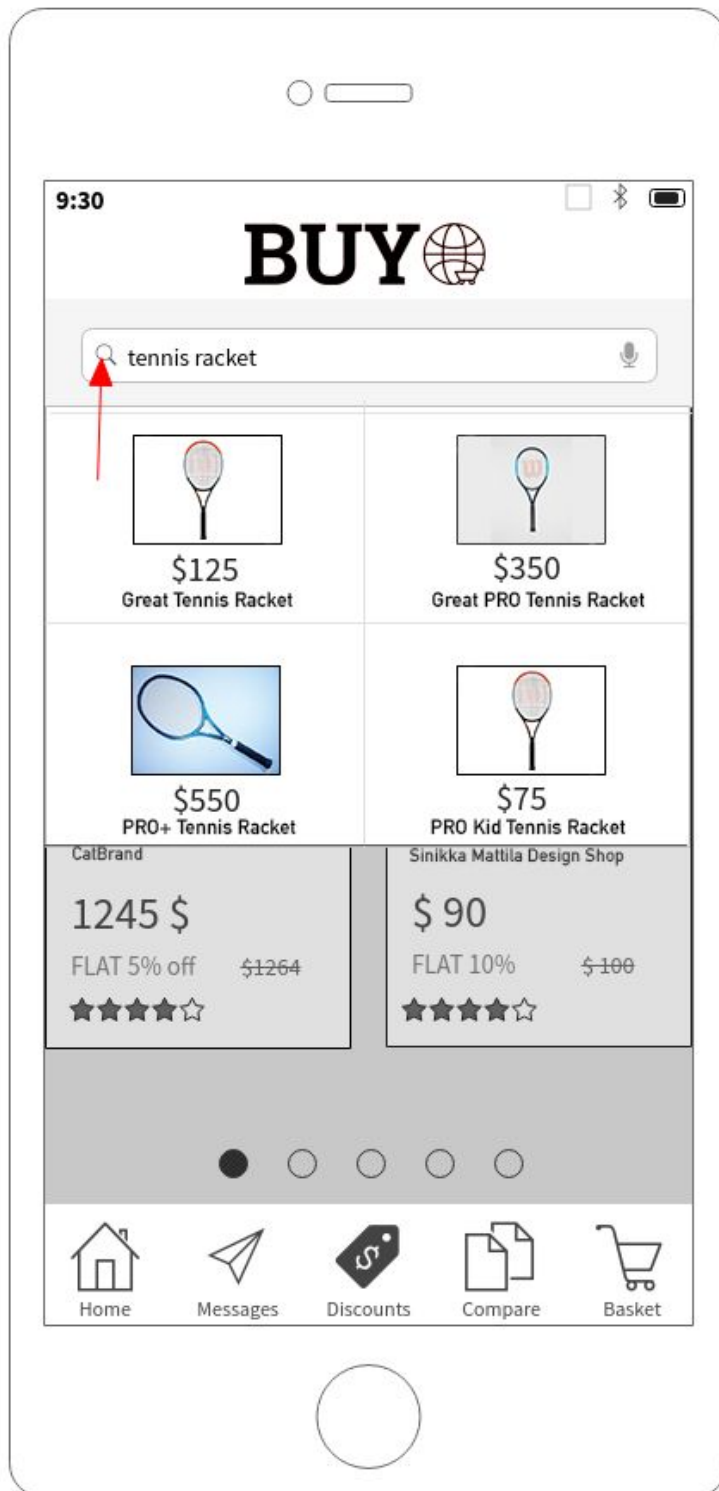 9:30
BUY
tennis racket
$125
Great Tennis Racket
$350
Great PRO Tennis Racket
$550
PRO+ Tennis Racket
$75
PRO Kid Tennis Racket
CatBrand
1245 $
FLAT 5% off $1264
Sinikka Mattila Design Shop
$ 90
FLAT 10% $ 100
Home
Messages
Discounts
Compare
Basket